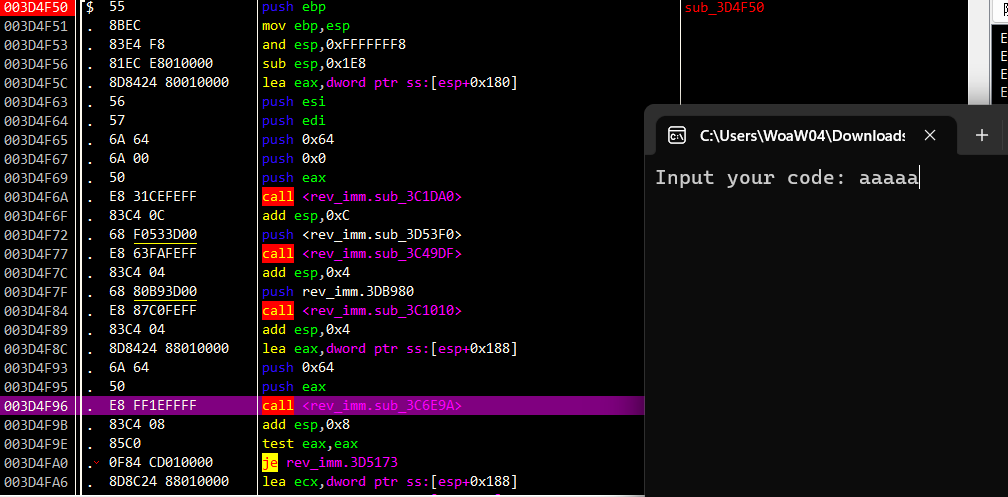 003D4F50 $ 55 push ebp sub_3D4F50
003D4F51 . 8BEC mov ebp,esp
003D4F53 . 83E4 F8 and esp,0xFFFFFFF8
003D4F56 . 81EC E8010000 sub esp,0x1E8
003D4F5C . 8D8424 80010000 lea eax,dword ptr ss:[esp+0x180]
003D4F63 . 56 push esi
003D4F64 . 57 push edi
003D4F65 . 6A 64 push 0x64
003D4F67 . 6A 00 push 0x0
003D4F69 . 50 push eax
003D4F6A . E8 31CEFEFF call <rev_imm.sub_3C1DA0>
003D4F6F . 83C4 0C add esp,0xC
003D4F72 . 68 F0533D00 push <rev_imm.sub_3D53F0>
003D4F77 . E8 63FAFEFF call <rev_imm.sub_3C49DF>
003D4F7C . 83C4 04 add esp,0x4
003D4F7F . 68 80B93D00 push rev_imm.3DB980
003D4F84 . E8 87C0FEFF call <rev_imm.sub_3C1010>
003D4F89 . 83C4 04 add esp,0x4
003D4F8C . 8D8424 88010000 lea eax,dword ptr ss:[esp+0x188]
003D4F93 . 6A 64 push 0x64
003D4F95 . 50 push eax
003D4F96 . E8 FF1EFFFF call <rev_imm.sub_3C6E9A>
003D4F9B . 83C4 08 add esp,0x8
003D4F9E . 85C0 test eax,eax
003D4FA0 . 0F84 CD010000 je rev_imm.3D5173
003D4FA6 . 8D8C24 88010000 lea ecx,dword ptr ss:[esp+0x188]
C:\Users\WoaW04\Downloads
Input your code: aaaaa